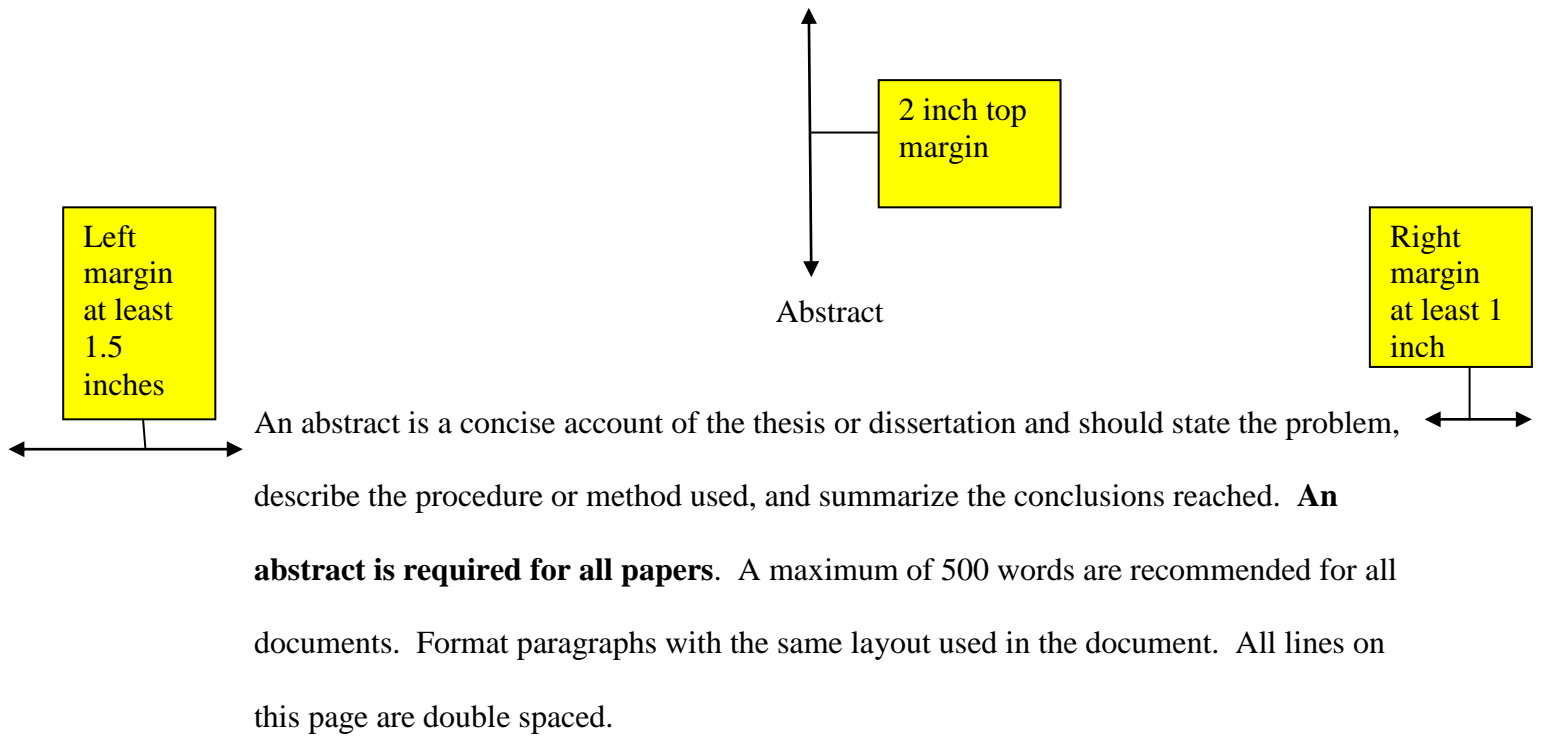 2 inch top
margin
Left
margin
at least
1.5
inches
Right
margin
at least 1
inch
Abstract
An abstract is a concise account of the thesis or dissertation and should state the problem,
describe the procedure or method used, and summarize the conclusions reached.  An
abstract is required for all papers.  A maximum of 500 words are recommended for all
documents.  Format paragraphs with the same layout used in the document.  All lines on
this page are double spaced.